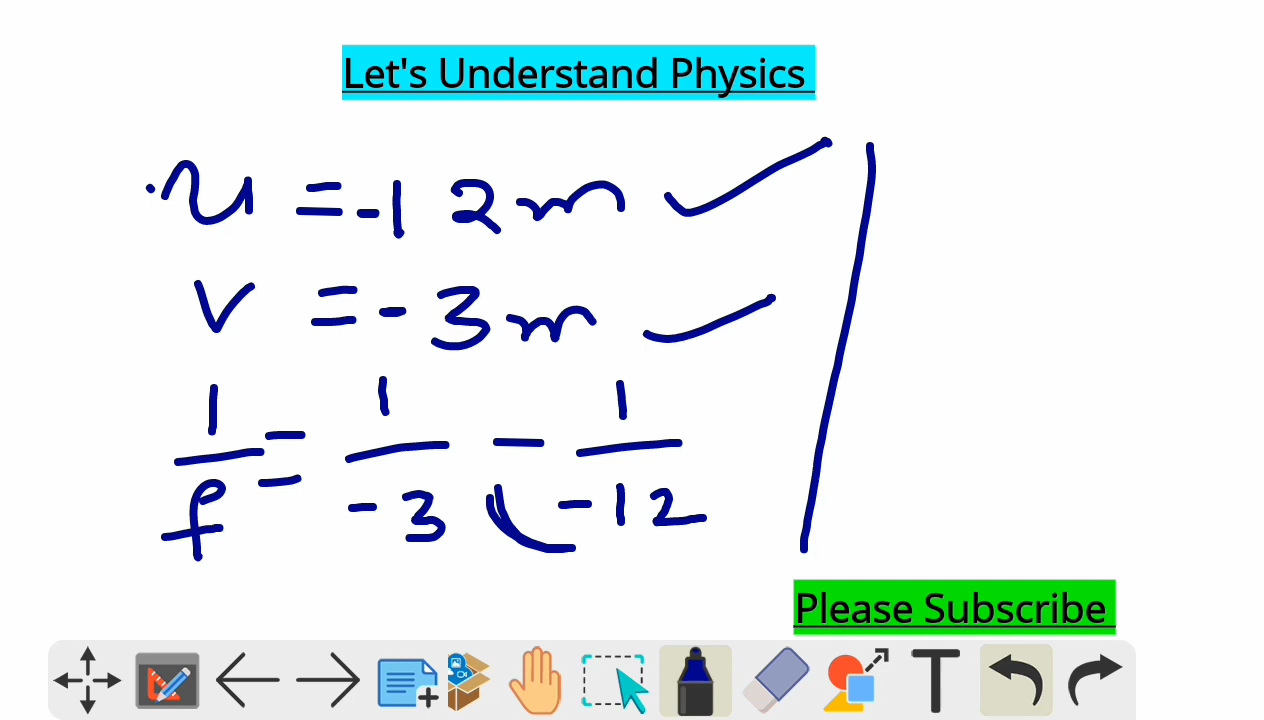 Let's Understand Physics
u = -12m
v = -3m
1/f = 1/-3 - 1/-12
Please Subscribe
T